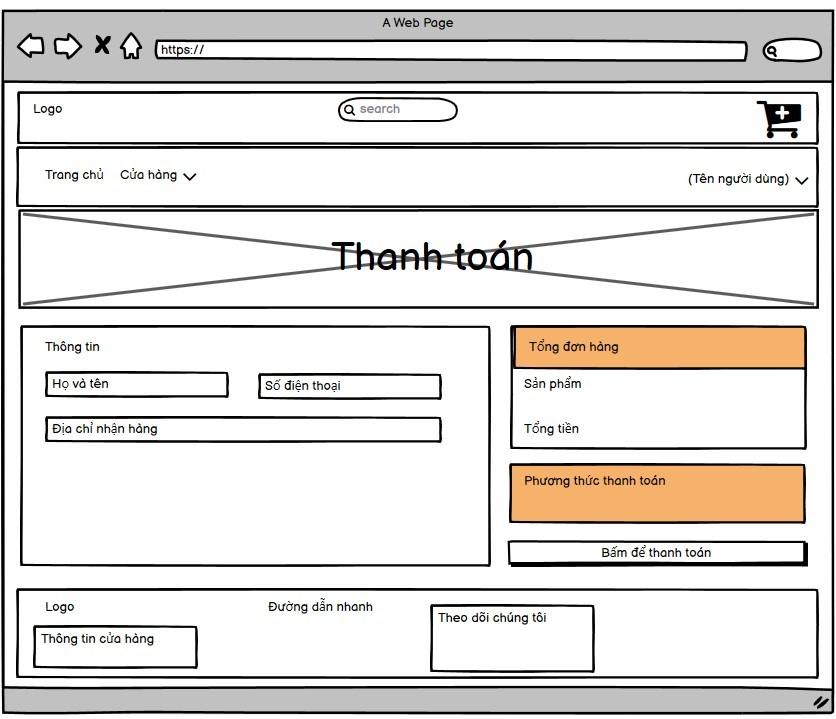 A Web Page
https://
Logo
search
Trang chủ
Cửa hàng
(Tên người dùng)
Thanh toán
Thông tin
Họ và tên
Số điện thoại
Địa chỉ nhận hàng
Tổng đơn hàng
Sản phẩm
Tổng tiền
Phương thức thanh toán
Bấm để thanh toán
Logo
Thông tin cửa hàng
Đường dẫn nhanh
Theo dõi chúng tôi